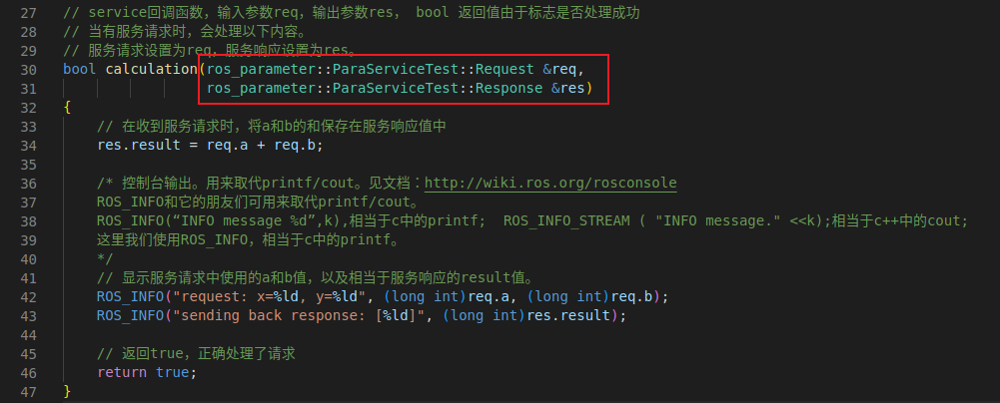 27 // service回调函数，输入参数req，输出参数res， bool 返回值由于标志是否处理成功
28 // 当有服务请求时，会处理以下内容。
29 // 服务请求设置为req，服务响应设置为res。
30 bool calculation(ros_parameter::ParaServiceTest::Request &req,
31 ros_parameter::ParaServiceTest::Response &res)
32 {
33 // 在收到服务请求时，将a和b的和保存在服务响应值中
34 res.result = req.a + req.b;
35
36 /* 控制台输出。用来取代printf/cout。见文档：http://wiki.ros.org/rosconsole
37 ROS_INFO和它的朋友们可用来取代printf/cout。
38 ROS_INFO(“INFO message %d”,k),相当于c中的printf; ROS_INFO_STREAM ( "INFO message." <<k);相当于c++中的cout;
39 这里我们使用ROS_INFO，相当于c中的printf。
40 */
41 // 显示服务请求中使用的a和b值，以及相当于服务响应的result值。
42 ROS_INFO("request: x=%ld, y=%ld", (long int)req.a, (long int)req.b);
43 ROS_INFO("sending back response: [%ld]", (long int)res.result);
44
45 // 返回true，正确处理了请求
46 return true;
47 }